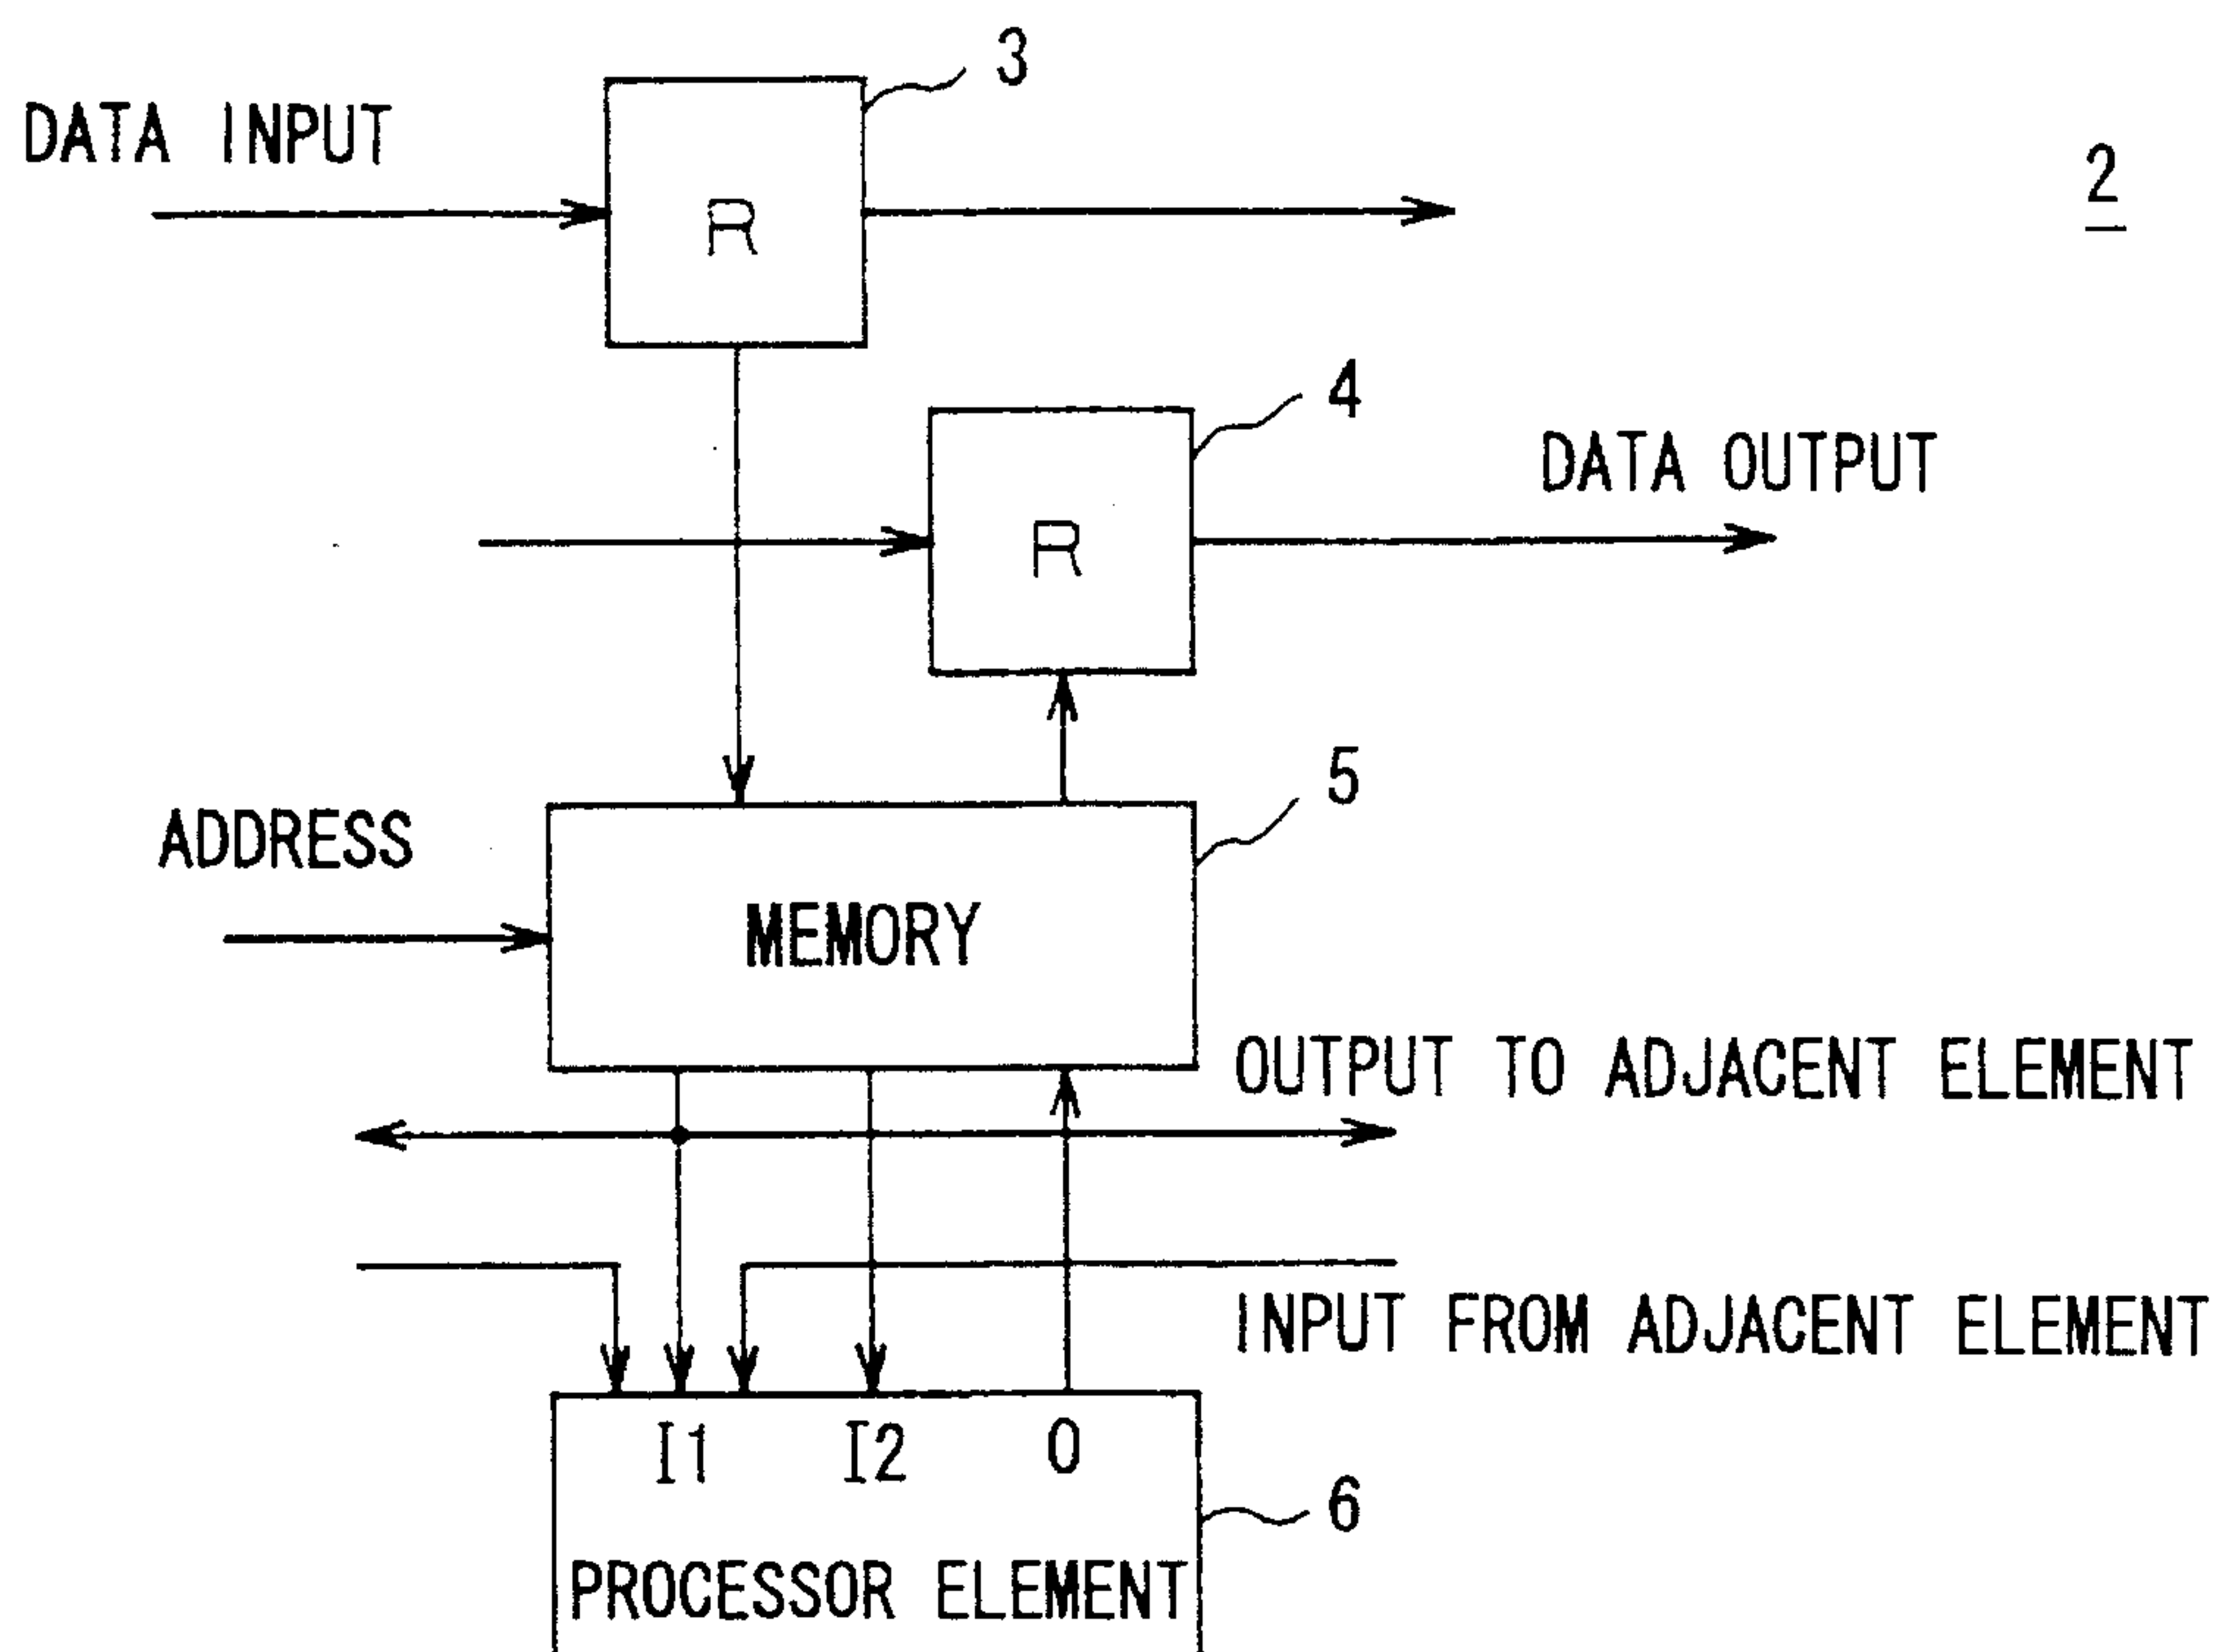 3
DATA INPUT
2
R
4
DATA OUTPUT
R
5
ADDRESS
MEMORY
OUTPUT TO ADJACENT ELEMENT
INPUT FROM ADJACENT ELEMENT
I1 I2 O
6
PROCESSOR ELEMENT